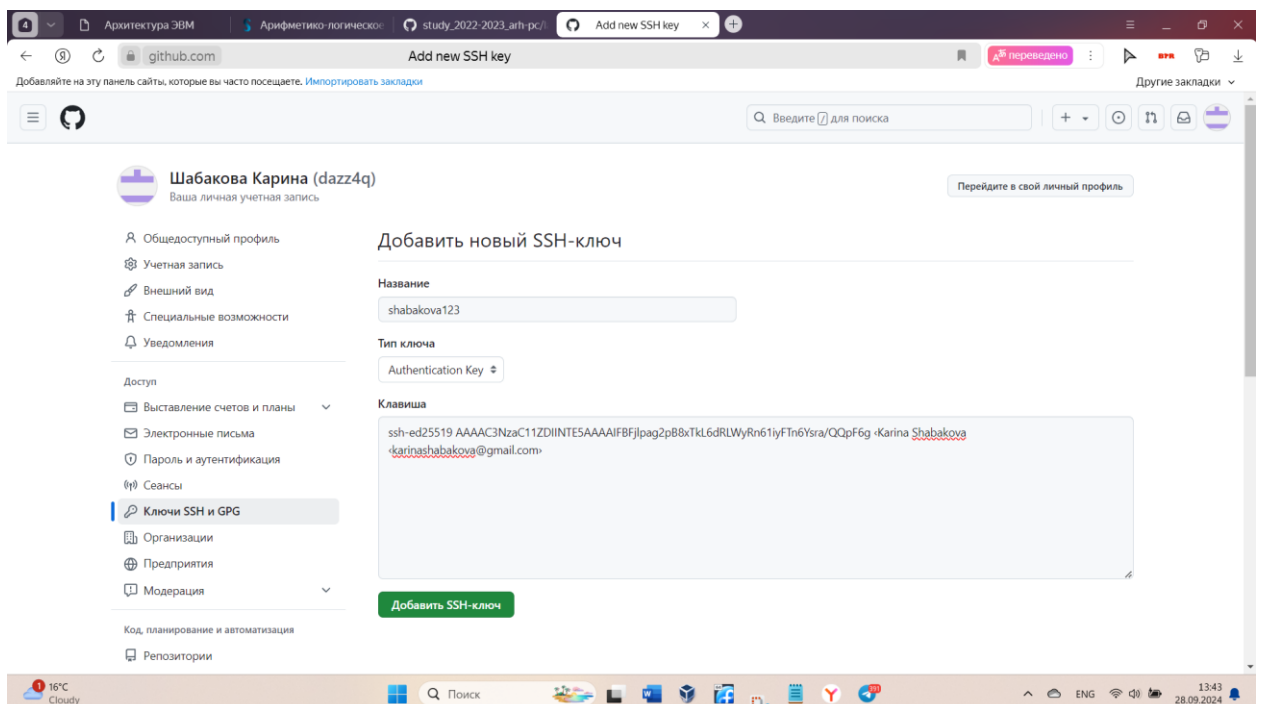 4 Архитектура ЭВМ Арифметико-логическое study_2022-2023_arh-pc/l Add new SSH key
github.com Add new SSH key переведено
Добавляйте на эту панель сайты, которые вы часто посещаете. Импортировать закладки Другие закладки
Введите / для поиска
Шабакова Карина (dazz4q)
Ваша личная учетная запись
Перейдите в свой личный профиль
Общедоступный профиль
Учетная запись
Внешний вид
Специальные возможности
Уведомления
Доступ
Выставление счетов и планы
Электронные письма
Пароль и аутентификация
Сеансы
Ключи SSH и GPG
Организации
Предприятия
Модерация
Код, планирование и автоматизация
Репозитории
Добавить новый SSH-ключ
Название
shabakova123
Тип ключа
Authentication Key
Клавиша
ssh-ed25519 AAAAC3NzaC11ZDIINTE5AAAAIFBFjlpag2pB8xTkL6dRLWyRn61iyFTn6Ysra/QQpF6g ‹Karina Shabakova
‹karinashabakova@gmail.com›
Добавить SSH-ключ
1 16°C
Cloudy
Поиск
ENG
13:43
28.09.2024